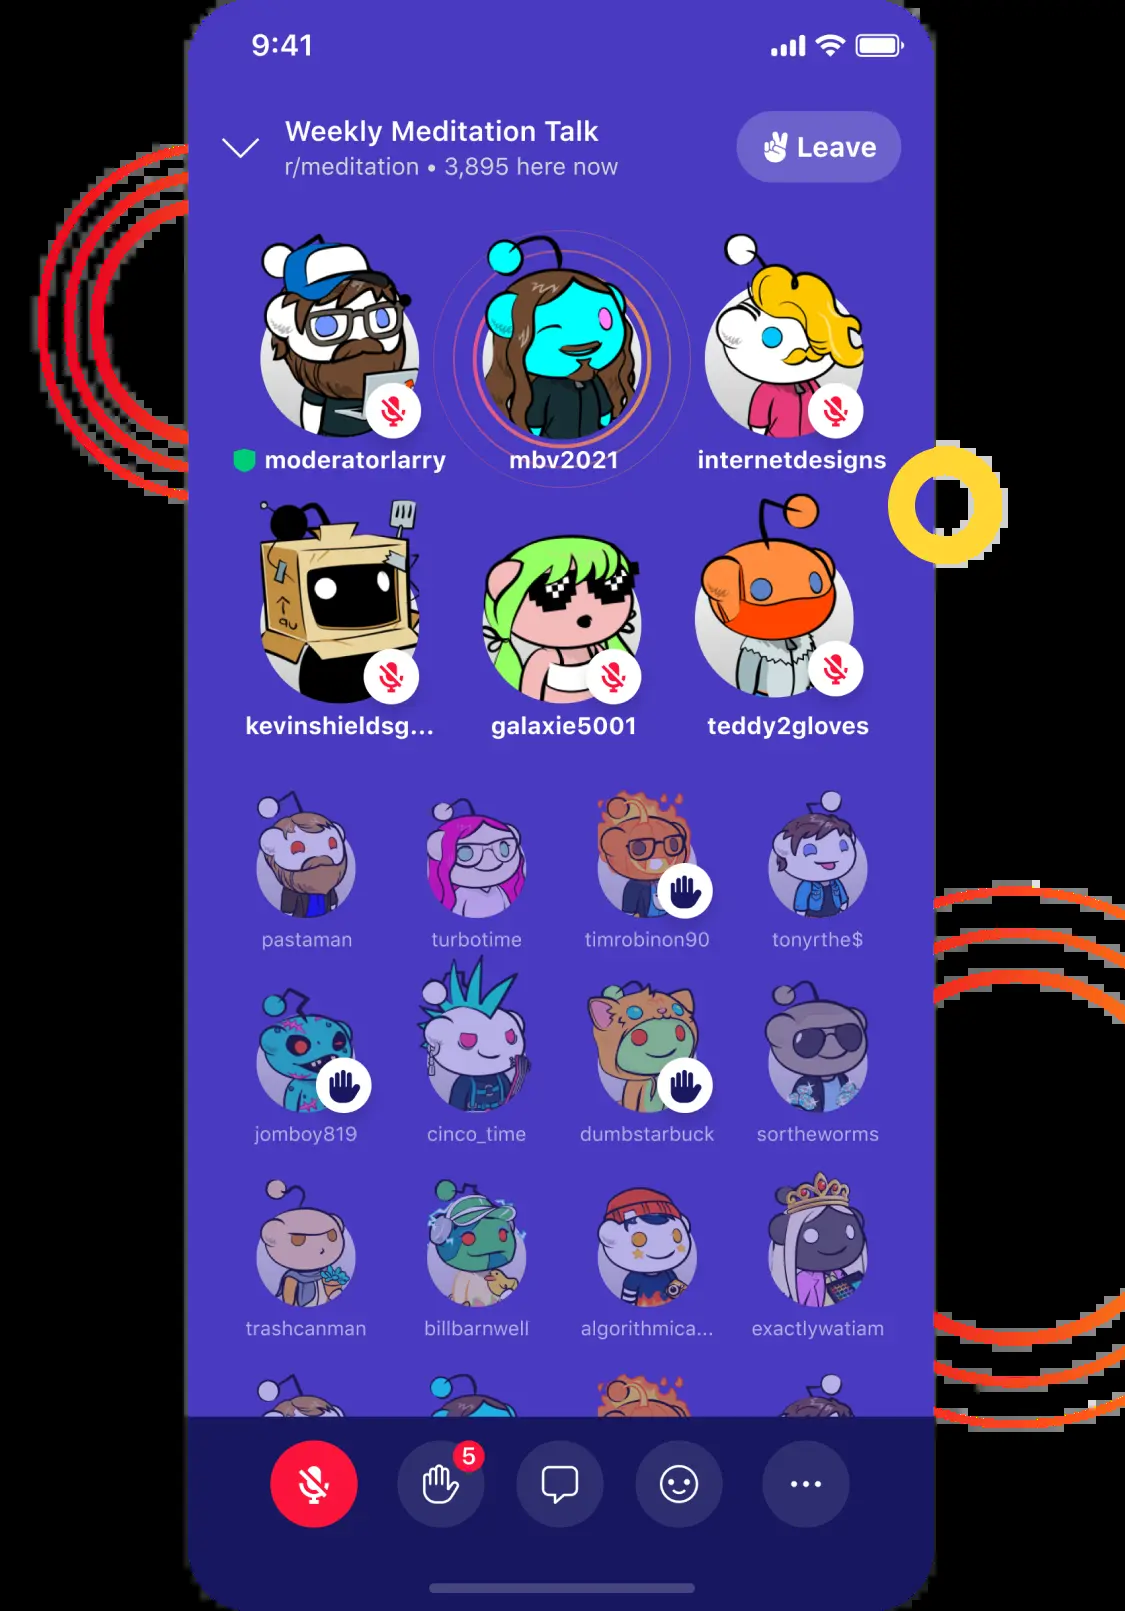 9:41
Weekly Meditation Talk
r/meditation • 3,895 here now
Leave
moderatorlarry
mbv2021
internetdesigns
kevinshieldsg...
galaxie5001
teddy2gloves
pastaman
turbotime
timrobinon90
tonyrthe$
jomboy819
cinco_time
dumbstarbuck
sortheworms
trashcanman
billbarnwell
algorithmica...
exactlywatiam
5